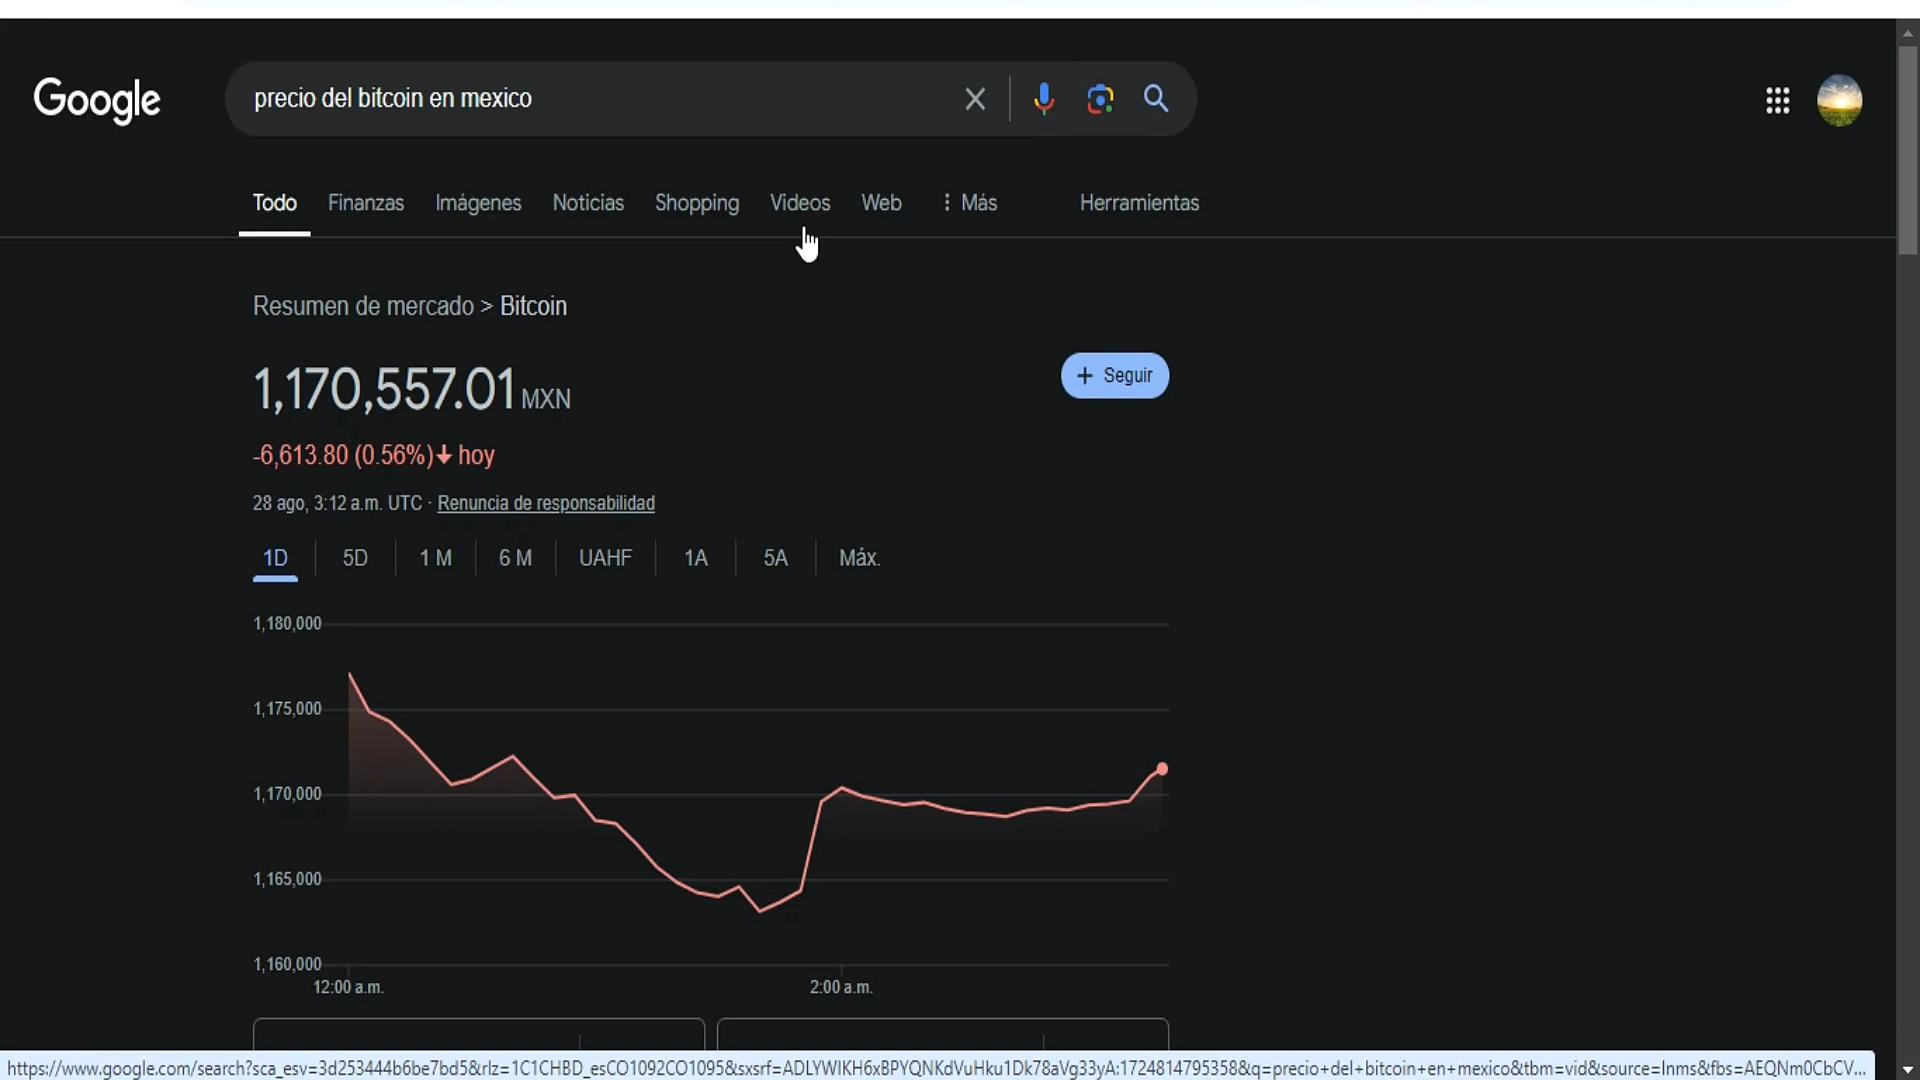 Google
precio del bitcoin en mexico
Todo Finanzas Imágenes Noticias Shopping Videos Web Más Herramientas
Resumen de mercado > Bitcoin
1,170,557.01 MXN
+ Seguir
-6,613.80 (0.56%) hoy
28 ago, 3:12 a.m. UTC · Renuncia de responsabilidad
1D 5D 1 M 6 M UAHF 1A 5A Máx.
1,180,000
1,175,000
1,170,000
1,165,000
1,160,000
12:00 a.m. 2:00 a.m.
https://www.google.com/search?sca_esv=3d253444b6be7bd5&rlz=1C1CHBD_esCO1092CO1095&sxsrf=ADLYWIKH6xBPYQNKdVuHku1Dk78aVg33yA:1724814795358&q=precio+del+bitcoin+en+mexico&tbm=vid&source=lnms&fbs=AEQNm0CbCV...